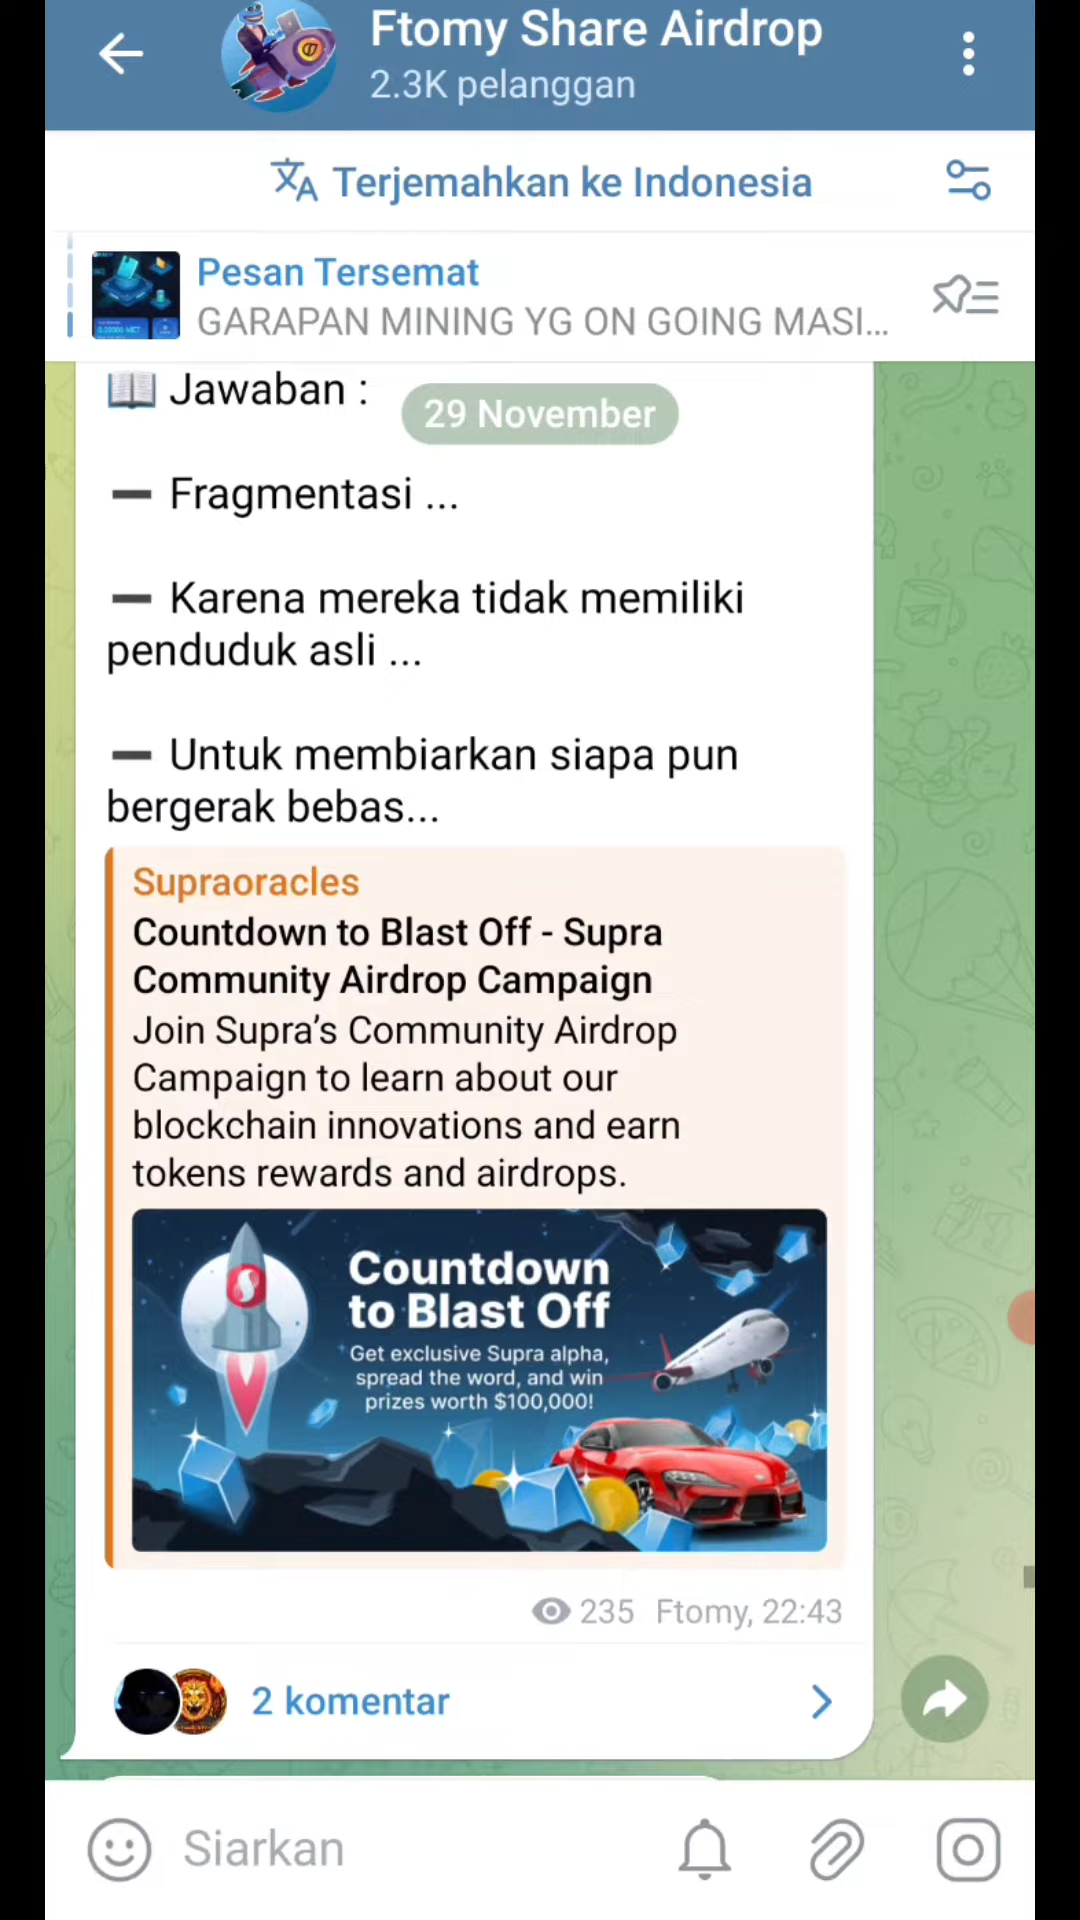 Ftomy Share Airdrop
2.3K pelanggan
Terjemahkan ke Indonesia
Pesan Tersemat
GARAPAN MINING YG ON GOING MASI...
📖 Jawaban :
29 November
➖ Fragmentasi ...
➖ Karena mereka tidak memiliki
penduduk asli ...
➖ Untuk membiarkan siapa pun
bergerak bebas...
Supraoracles
Countdown to Blast Off - Supra
Community Airdrop Campaign
Join Supra’s Community Airdrop
Campaign to learn about our
blockchain innovations and earn
tokens rewards and airdrops.
Countdown
to Blast Off
Get exclusive Supra alpha,
spread the word, and win
prizes worth $100,000!
235 Ftomy, 22:43
2 komentar
Siarkan